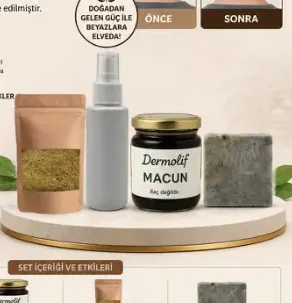 e edilmiştir.
DOĞADAN
GELEN GÜÇ İLE
BEYAZLARA
ELVEDA!
ÖNCE
SONRA
KLER
Dermolif
MACUN
İlaç değildir.
SET İÇERİĞİ VE ETKİLERİ